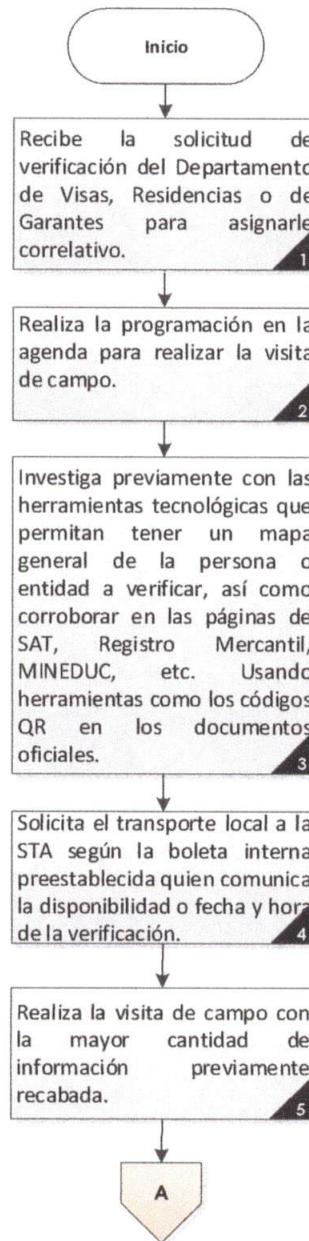 Inicio
Recibe la solicitud de
verificación del Departamento
de Visas, Residencias o de
Garantes para asignarle
correlativo.
1
Realiza la programación en la
agenda para realizar la visita
de campo.
2
Investiga previamente con las
herramientas tecnológicas que
permitan tener un mapa
general de la persona o
entidad a verificar, así como
corroborar en las páginas de
SAT, Registro Mercantil,
MINEDUC, etc. Usando
herramientas como los códigos
QR en los documentos
oficiales.
3
Solicita el transporte local a la
STA según la boleta interna
preestablecida quien comunica
la disponibilidad o fecha y hora
de la verificación.
4
Realiza la visita de campo con
la mayor cantidad de
información previamente
recabada.
5
A